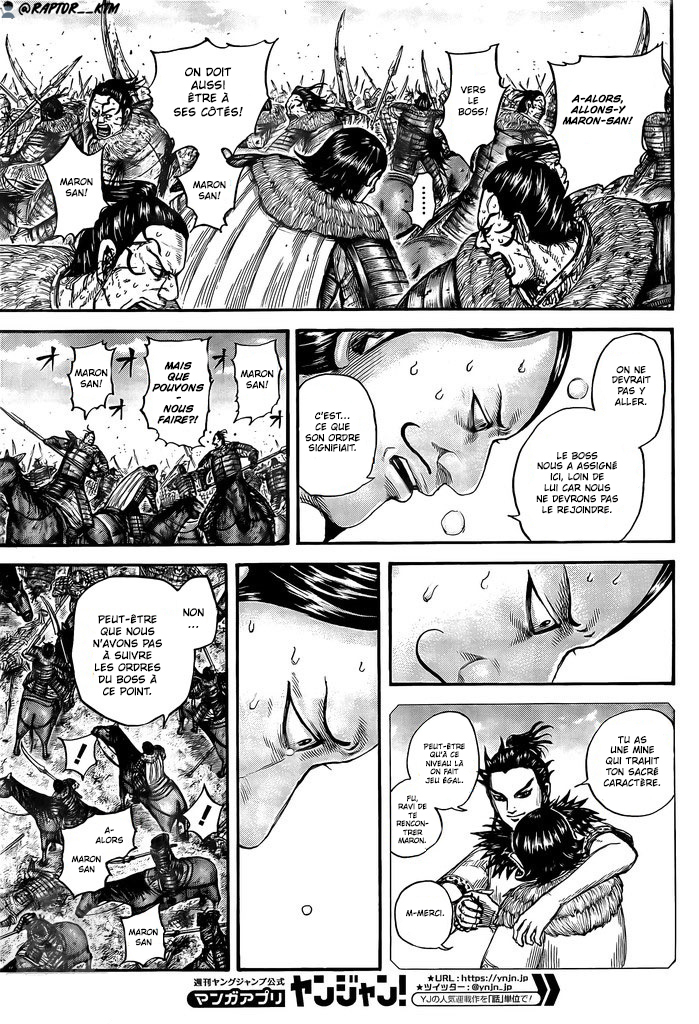 @RAPTOR__KTM
A-ALORS,
ALLONS-Y
MARON-SAN!
VERS
LE
BOSS!
ON DOIT
AUSSI
ÊTRE À
SES CÔTÉS!
......
MARON
SAN!
MARON
SAN!
ON NE
DEVRAIT
PAS Y
ALLER.
LE BOSS
NOUS A ASSIGNÉ
ICI, LOIN DE
LUI CAR NOUS
NE DEVRONS PAS
LE REJOINDRE.
C'EST...
CE QUE
SON ORDRE
SIGNIFIAIT.
MARON
SAN!
MAIS
QUE
POUVONS
-
NOUS
FAIRE?!
MARON
SAN!
オ
オ
オ
オ
TU AS
UNE MINE
QUI TRAHIT
TON SACRÉ
CARACTÈRE.
PEUT-ÊTRE
QU'À CE
NIVEAU LÀ
ON FAIT
JEU ÉGAL.
FU,
RAVI DE
TE
RENCON-
TRER
MARON.
M-MERCI.
NON
...
PEUT-ÊTRE
QUE NOUS
N'AVONS PAS
À SUIVRE
LES ORDRES
DU BOSS À
CE POINT.
!
!
A-
ALORS
MARON
SAN
MARON
SAN
週刊ヤングジャンプ公式
マンガアプリ
ヤンジャン!
★URL:https://ynjn.jp
★ツイッター:@ynjn_jp
YJの人気連載作を「話」単位で!